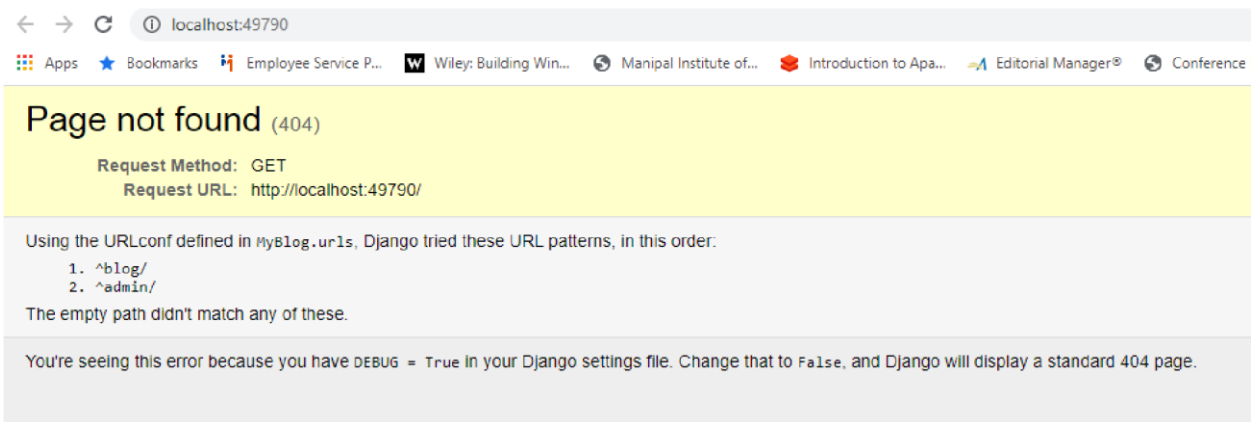 localhost:49790
Apps Bookmarks Employee Service P... Wiley: Building Win... Manipal Institute of... Introduction to Apa... Editorial Manager® Conference
Page not found (404)
Request Method: GET
Request URL: http://localhost:49790/
Using the URLconf defined in MyBlog.urls, Django tried these URL patterns, in this order:
1. ^blog/
2. ^admin/
The empty path didn't match any of these.
You're seeing this error because you have DEBUG = True in your Django settings file. Change that to False, and Django will display a standard 404 page.